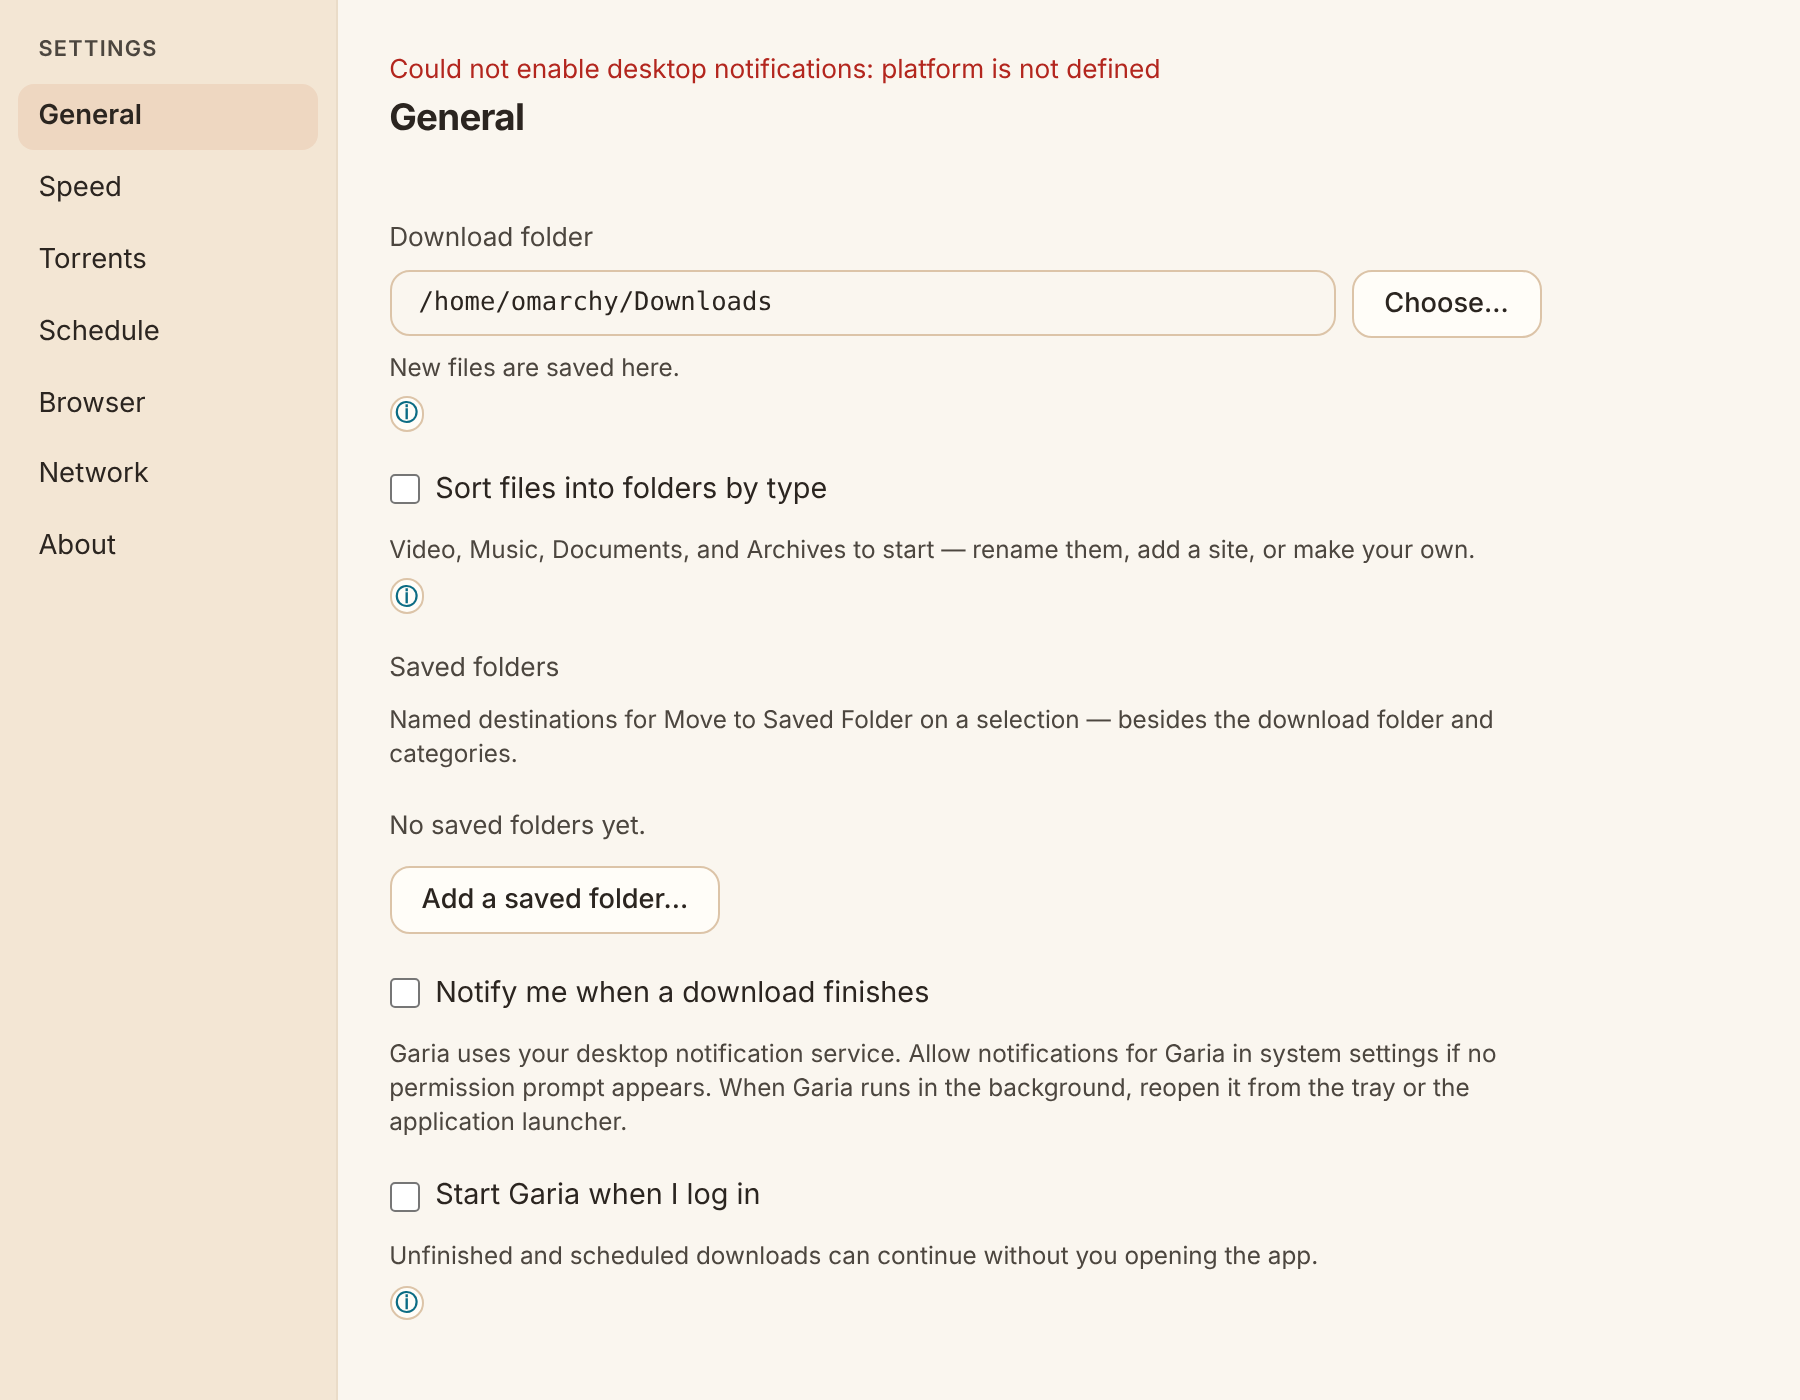 SETTINGS
General
Speed
Torrents
Schedule
Browser
Network
About
Could not enable desktop notifications: platform is not defined
General
Download folder
/home/omarchy/Downloads
Choose...
New files are saved here.
Sort files into folders by type
Video, Music, Documents, and Archives to start — rename them, add a site, or make your own.
Saved folders
Named destinations for Move to Saved Folder on a selection — besides the download folder and
categories.
No saved folders yet.
Add a saved folder...
Notify me when a download finishes
Garia uses your desktop notification service. Allow notifications for Garia in system settings if no
permission prompt appears. When Garia runs in the background, reopen it from the tray or the
application launcher.
Start Garia when I log in
Unfinished and scheduled downloads can continue without you opening the app.